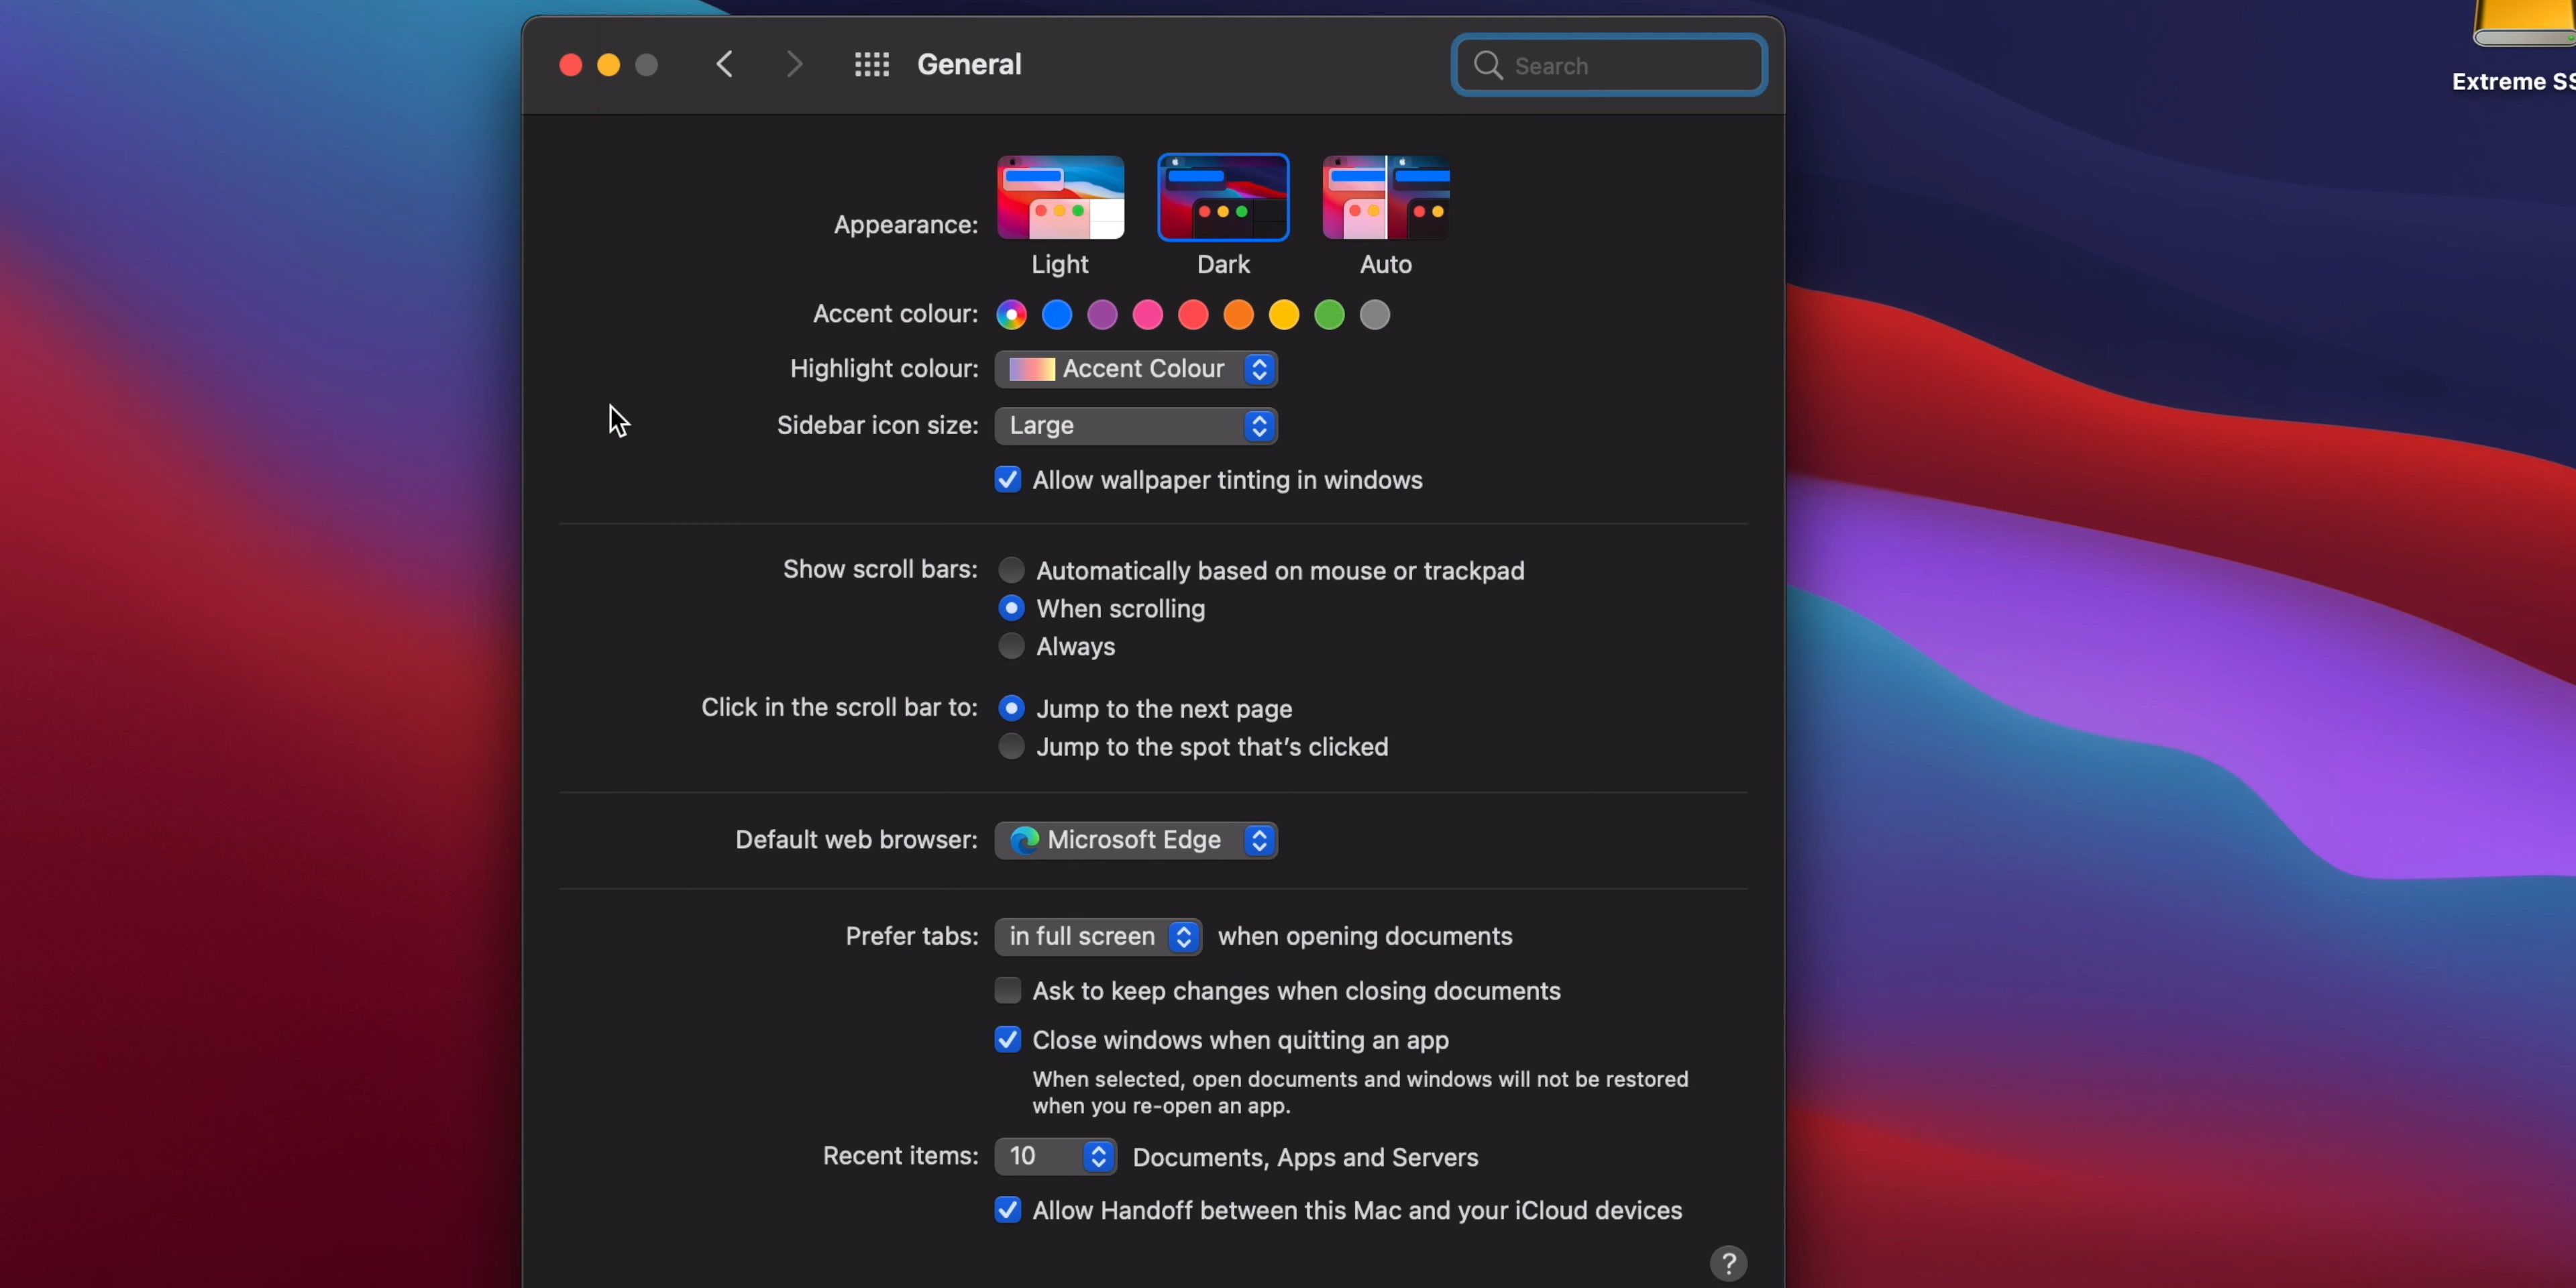 General
Search
Extreme
Appearance:
Light Dark Auto
Accent colour:
Highlight colour: Accent Colour
Sidebar icon size: Large
Allow wallpaper tinting in windows
Show scroll bars: Automatically based on mouse or trackpad
When scrolling
Always
Click in the scroll bar to: Jump to the next page
Jump to the spot that’s clicked
Default web browser: Microsoft Edge
Prefer tabs: in full screen when opening documents
Ask to keep changes when closing documents
Close windows when quitting an app
When selected, open documents and windows will not be restored
when you re-open an app.
Recent items: 10 Documents, Apps and Servers
Allow Handoff between this Mac and your iCloud devices
?